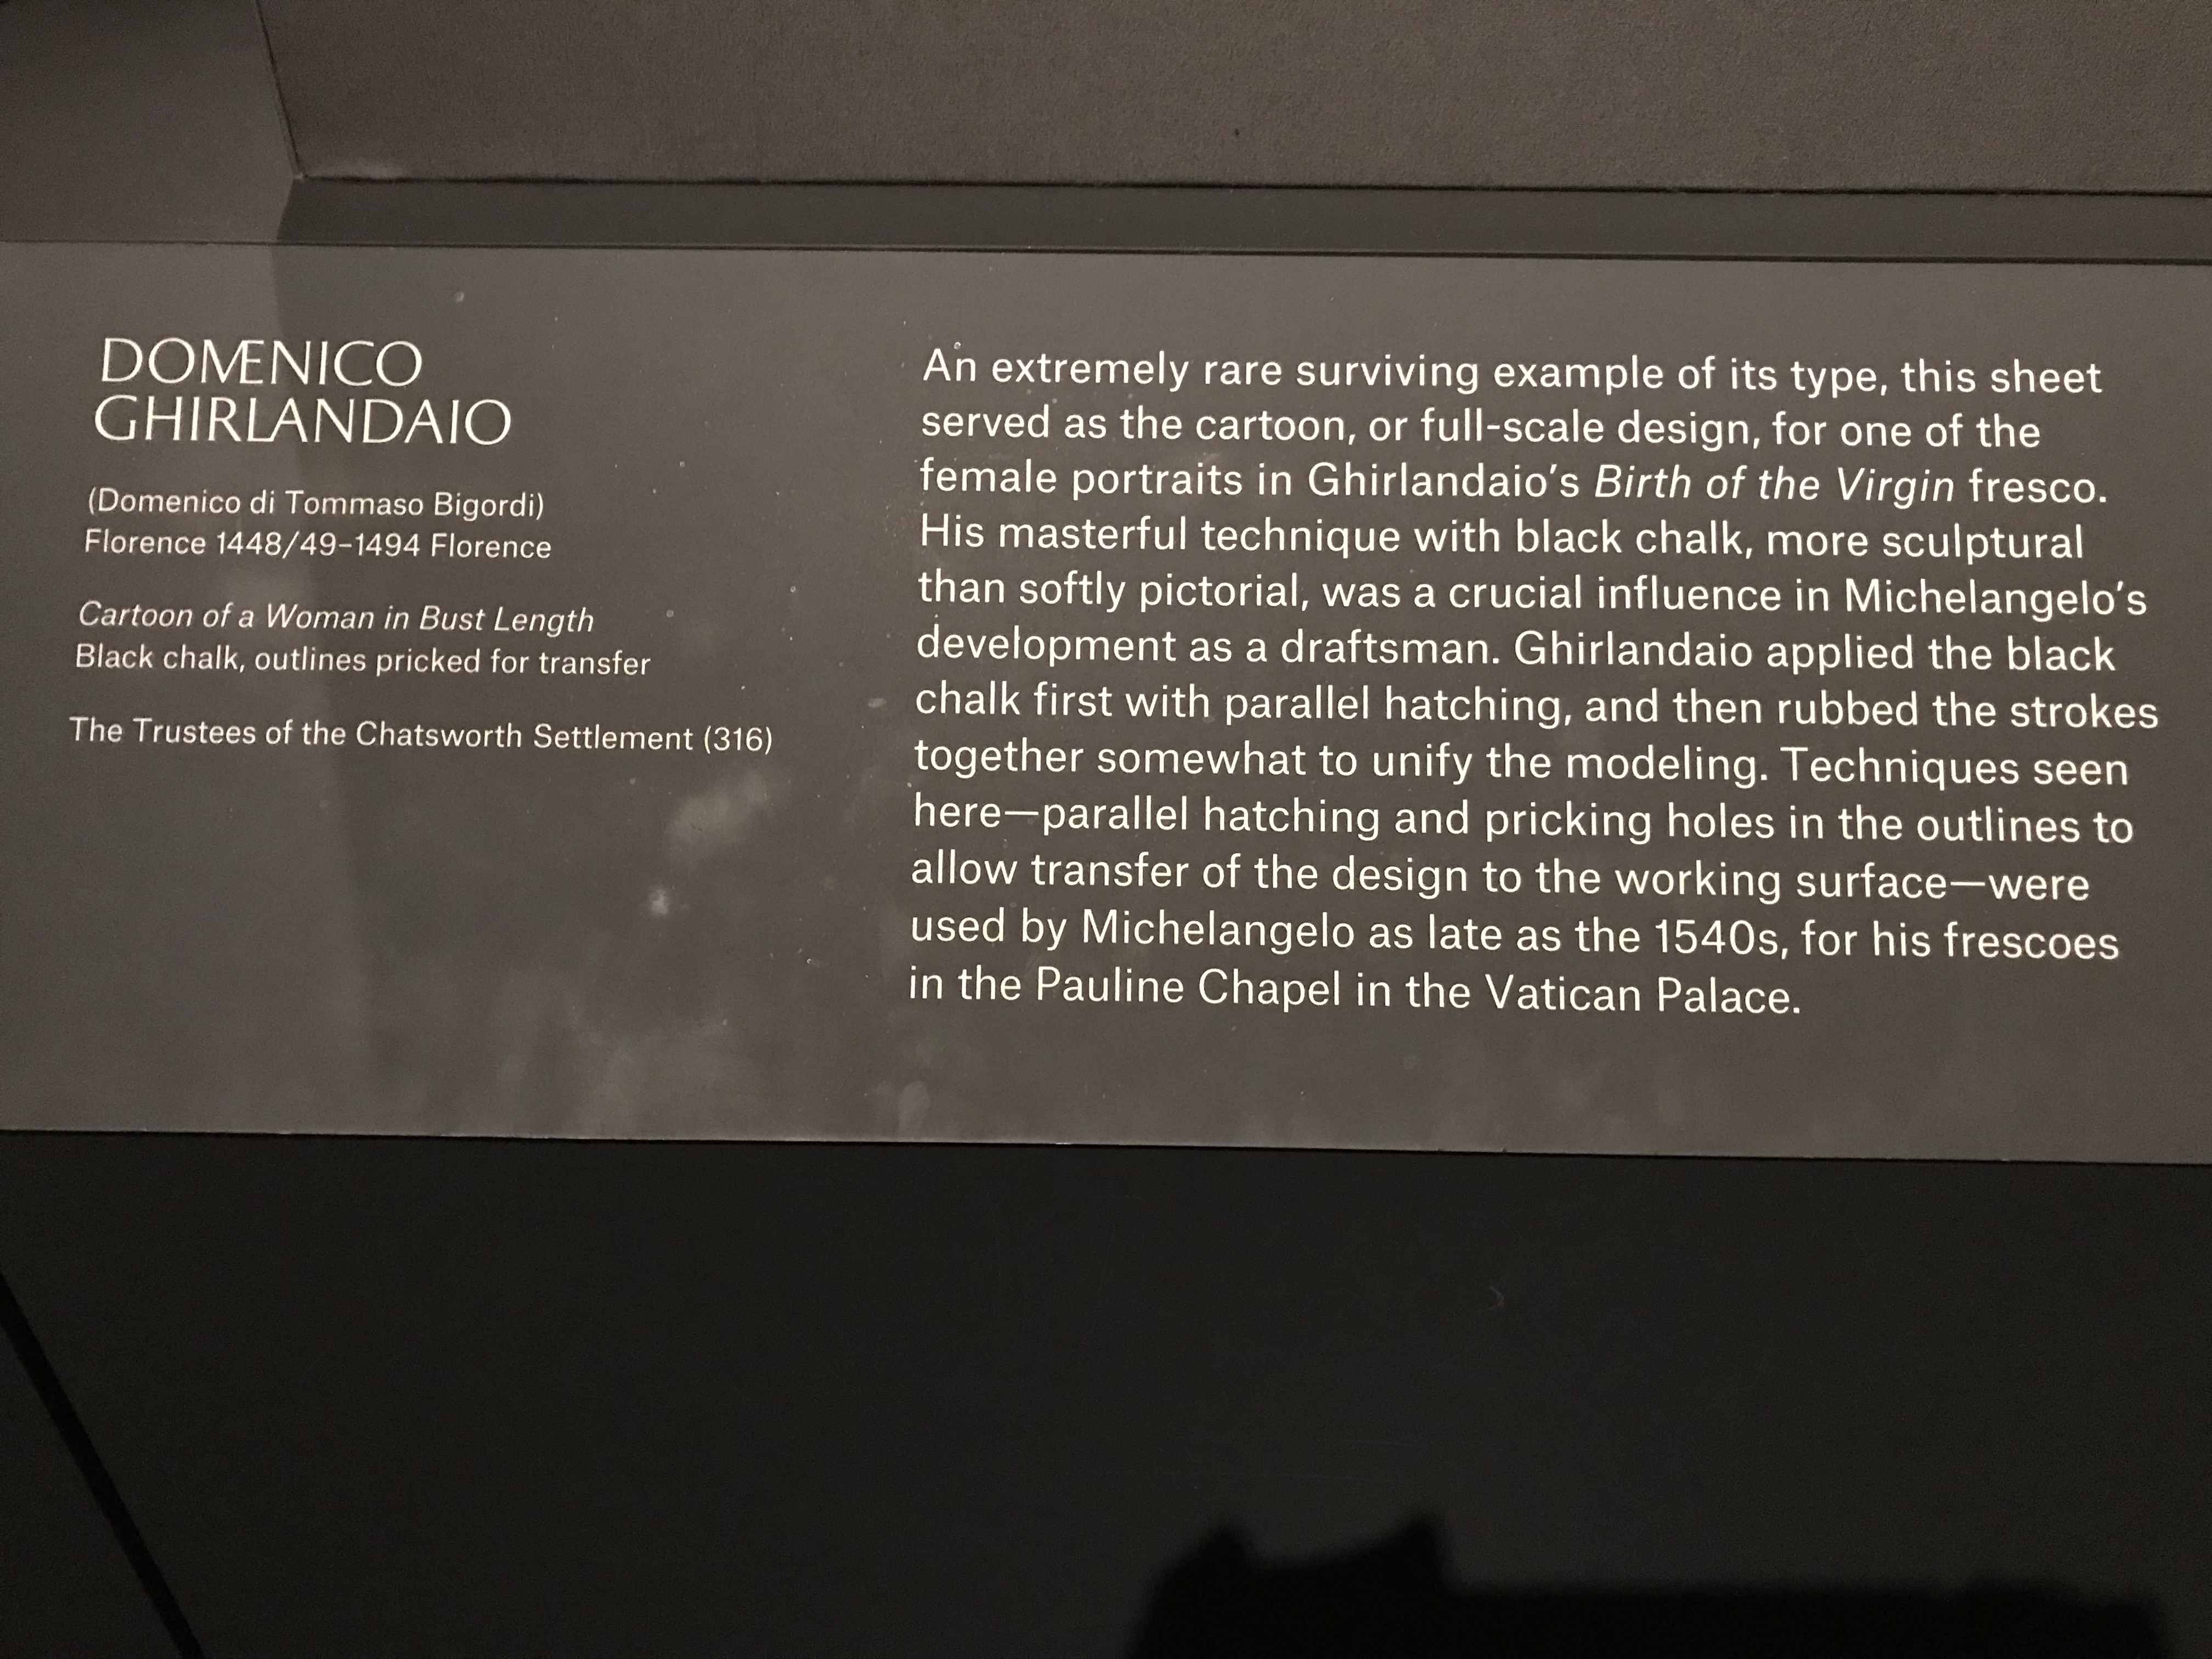 DOMENICO
GHIRLANDAIO
(Domenico di Tommaso Bigordi)
Florence 1448/49–1494 Florence
Cartoon of a Woman in Bust Length
Black chalk, outlines pricked for transfer
The Trustees of the Chatsworth Settlement (316)
An extremely rare surviving example of its type, this sheet
served as the cartoon, or full-scale design, for one of the
female portraits in Ghirlandaio’s Birth of the Virgin fresco.
His masterful technique with black chalk, more sculptural
than softly pictorial, was a crucial influence in Michelangelo’s
development as a draftsman. Ghirlandaio applied the black
chalk first with parallel hatching, and then rubbed the strokes
together somewhat to unify the modeling. Techniques seen
here—parallel hatching and pricking holes in the outlines to
allow transfer of the design to the working surface—were
used by Michelangelo as late as the 1540s, for his frescoes
in the Pauline Chapel in the Vatican Palace.